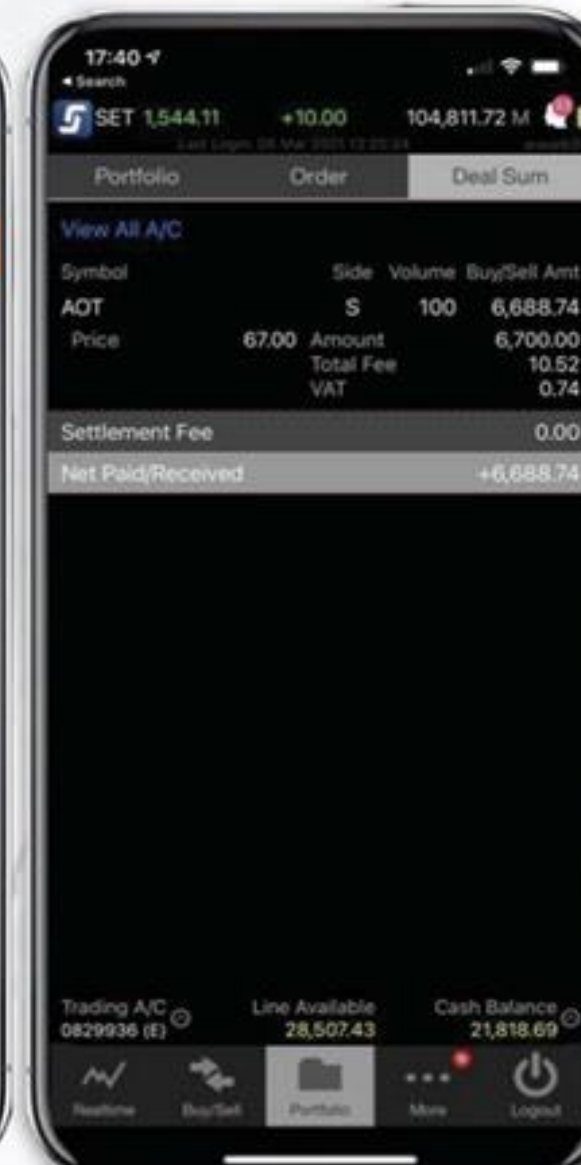 17:40
Search
SET 1,544.11 +10.00 104,811.72 M
Portfolio Order Deal Sum
View All A/C
Symbol Side Volume Buy/Sell Amt
AOT S 100 6,688.74
Price 67.00 Amount 6,700.00
Total Fee 10.52
VAT 0.74
Settlement Fee 0.00
Net Paid/Received +6,688.74
Trading A/C Line Available Cash Balance
0829936 (E) 28,507.43 21,818.69
Realtime Buy/Sell Portfolio More Logout